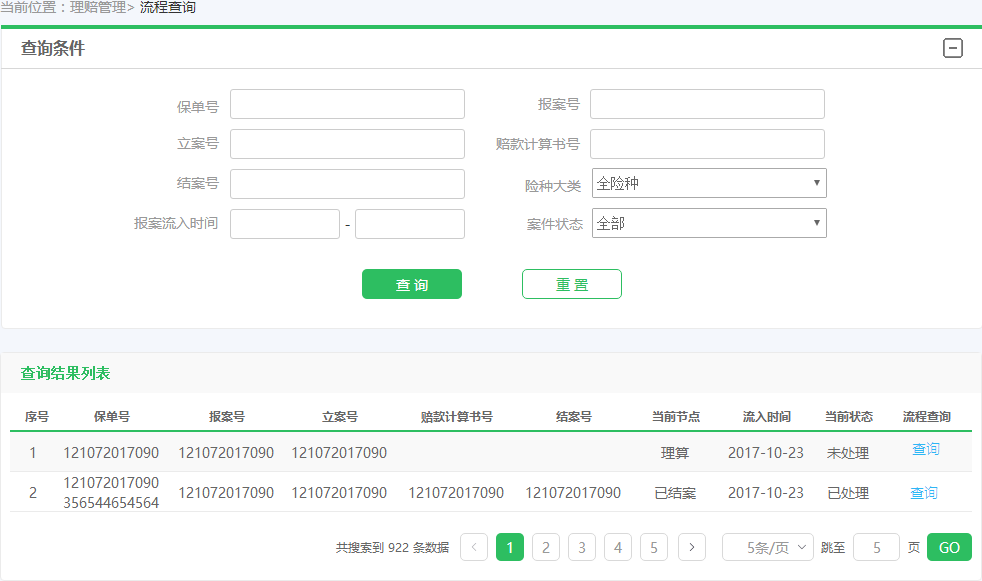 当前位置：理赔管理> 流程查询
查询条件
保单号 报案号
立案号 赔款计算书号
结案号 险种大类 全险种
报案流入时间 - 案件状态 全部
查 询 重 置
查询结果列表
序号 保单号 报案号 立案号 赔款计算书号 结案号 当前节点 流入时间 当前状态 流程查询
1 121072017090 121072017090 121072017090 理算 2017-10-23 未处理 查询
2 121072017090 356544654564 121072017090 121072017090 121072017090 121072017090 已结案 2017-10-23 已处理 查询
共搜索到 922 条数据 < 1 2 3 4 5 > 5条/页 跳至 5 页 GO